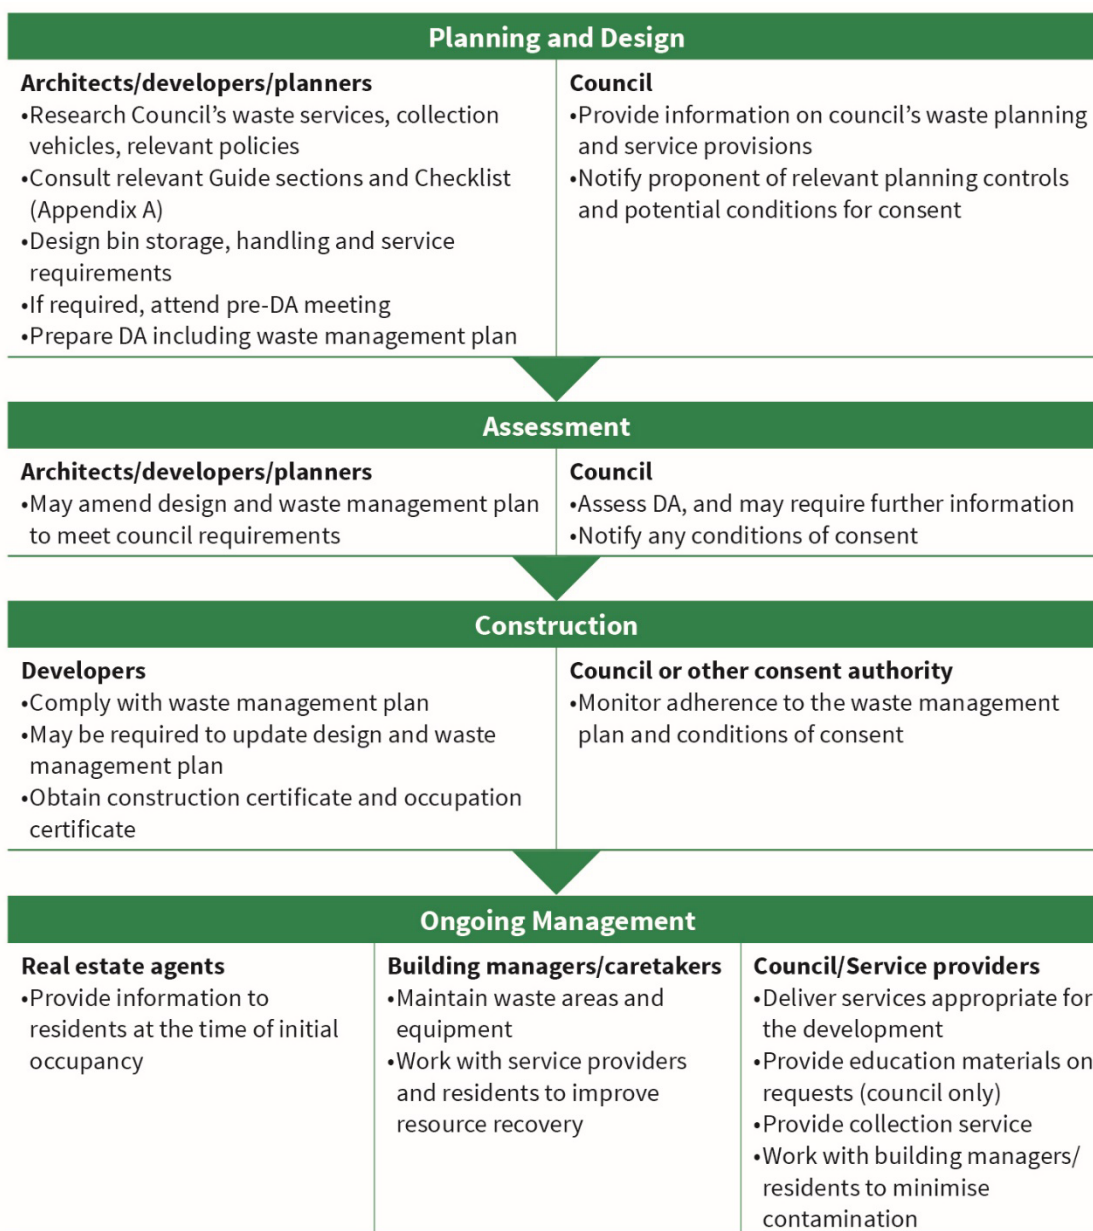 Planning and Design
Architects/developers/planners
•Research Council’s waste services, collection
vehicles, relevant policies
•Consult relevant Guide sections and Checklist
(Appendix A)
•Design bin storage, handling and service
requirements
•If required, attend pre-DA meeting
•Prepare DA including waste management plan
Council
•Provide information on council’s waste planning
and service provisions
•Notify proponent of relevant planning controls
and potential conditions for consent
Assessment
Architects/developers/planners
•May amend design and waste management plan
to meet council requirements
Council
•Assess DA, and may require further information
•Notify any conditions of consent
Construction
Developers
•Comply with waste management plan
•May be required to update design and waste
management plan
•Obtain construction certificate and occupation
certificate
Council or other consent authority
•Monitor adherence to the waste management
plan and conditions of consent
Ongoing Management
Real estate agents
•Provide information to
residents at the time of initial
occupancy
Building managers/caretakers
•Maintain waste areas and
equipment
•Work with service providers
and residents to improve
resource recovery
Council/Service providers
•Deliver services appropriate for
the development
•Provide education materials on
requests (council only)
•Provide collection service
•Work with building managers/
residents to minimise
contamination